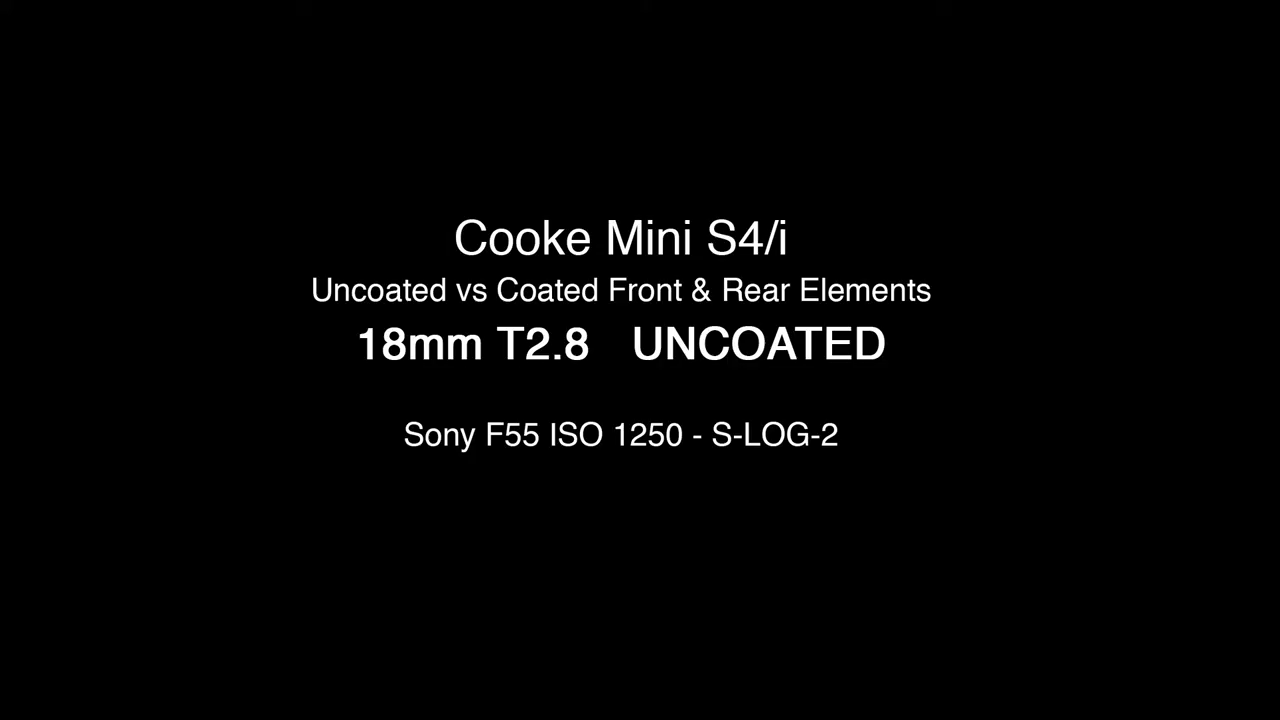 Cooke Mini S4/i
Uncoated vs Coated Front & Rear Elements
18mm T2.8 UNCOATED
Sony F55 ISO 1250 - S-LOG-2